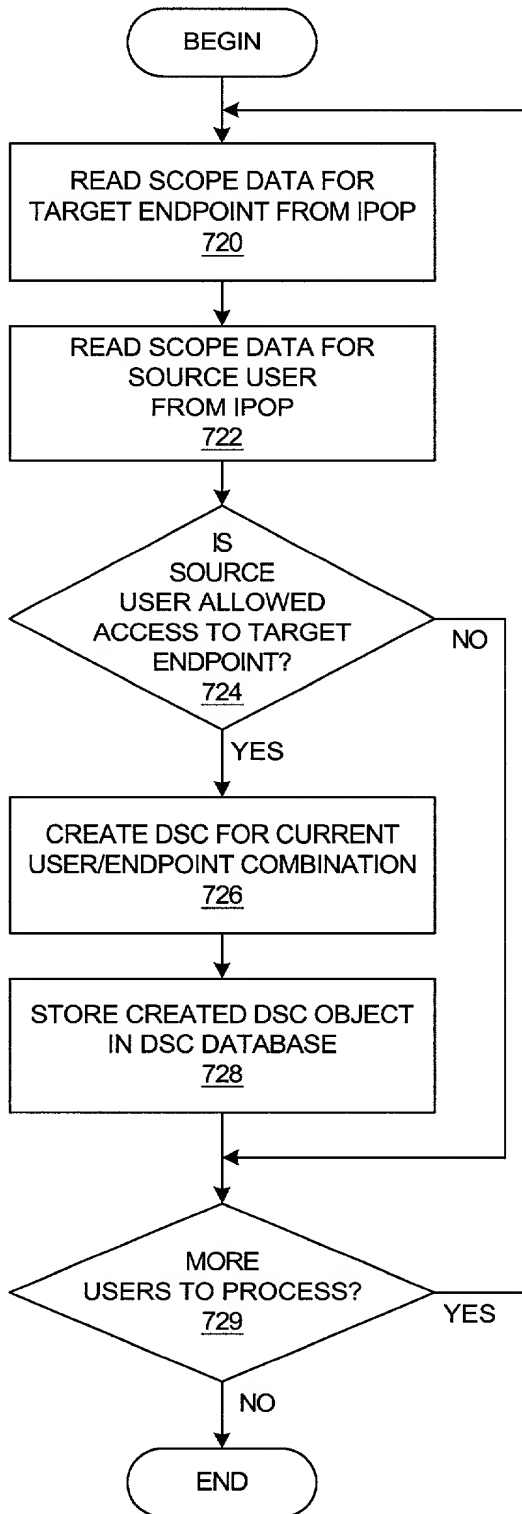 BEGIN
READ SCOPE DATA FOR
TARGET ENDPOINT FROM IPOP
720
READ SCOPE DATA FOR
SOURCE USER
FROM IPOP
722
IS
SOURCE
USER ALLOWED
ACCESS TO TARGET
ENDPOINT?
724
NO
YES
CREATE DSC FOR CURRENT
USER/ENDPOINT COMBINATION
726
STORE CREATED DSC OBJECT
IN DSC DATABASE
728
MORE
USERS TO PROCESS?
729
YES
NO
END